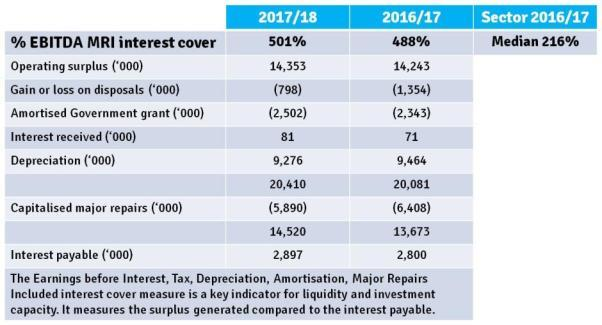 2017/18 2016/17 Sector 2016/17
% EBITDA MRI interest cover 501% 488% Median 216%
Operating surplus (‘000) 14,353 14,243
Gain or loss on disposals (‘000) (798) (1,354)
Amortised Government grant (‘000) (2,502) (2,343)
Interest received (‘000) 81 71
Depreciation (‘000) 9,276 9,464
20,410 20,081
Capitalised major repairs (‘000) (5,890) (6,408)
14,520 13,673
Interest payable (‘000) 2,897 2,800
The Earnings before Interest, Tax, Depreciation, Amortisation, Major Repairs
Included interest cover measure is a key indicator for liquidity and investment
capacity. It measures the surplus generated compared to the interest payable.